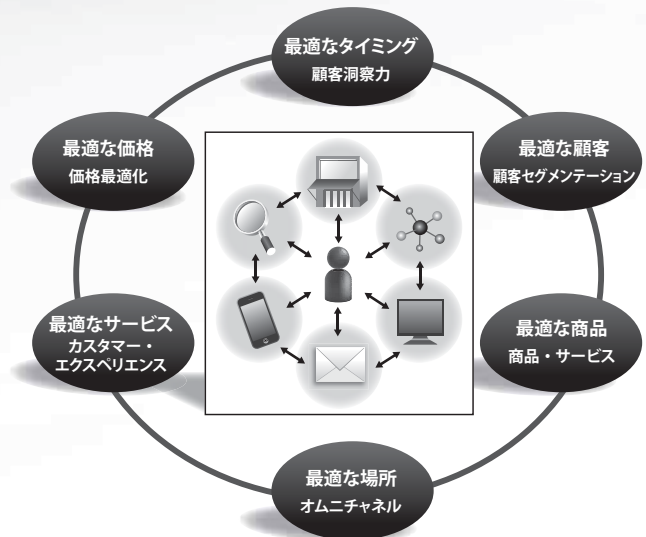 最適なタイミング
顧客洞察力
最適な顧客
顧客セグメンテーション
最適な商品
商品・サービス
最適な場所
オムニチャネル
最適なサービス
カスタマー・
エクスペリエンス
最適な価格
価格最適化